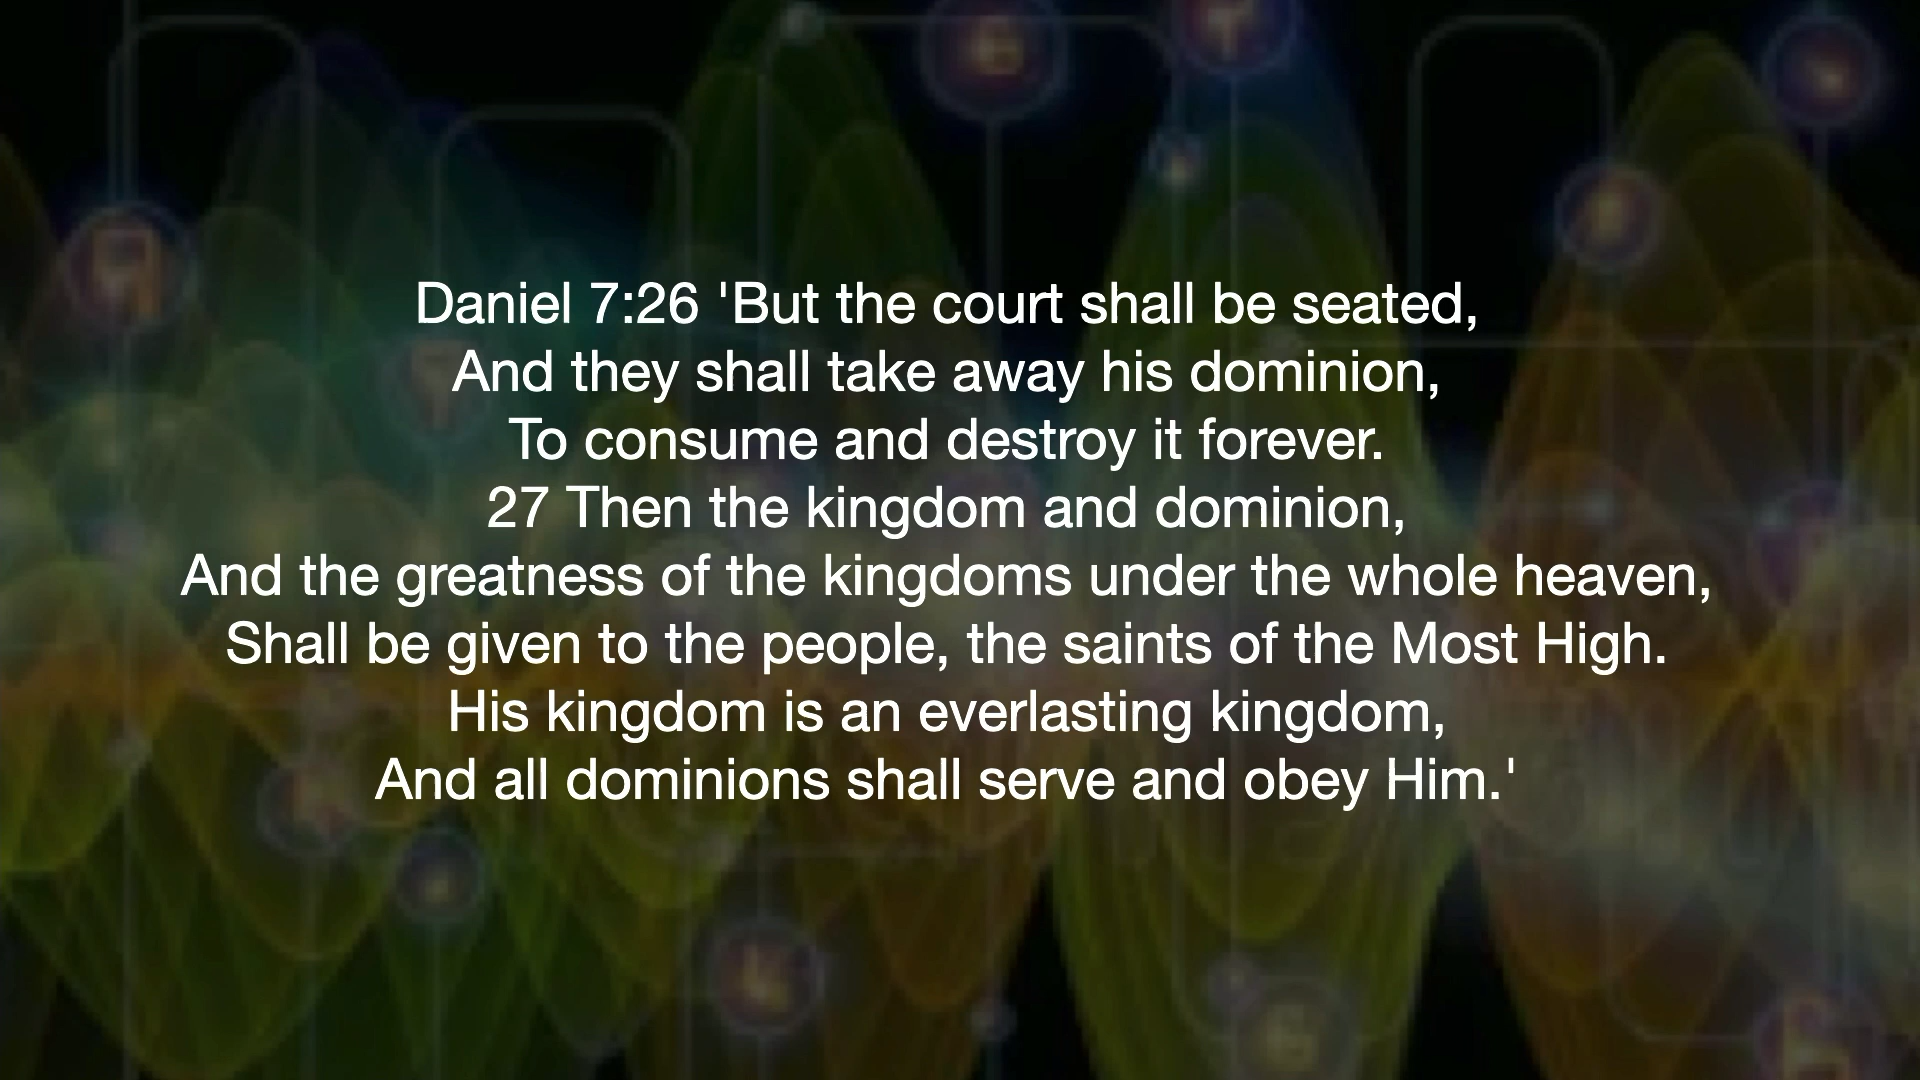 Daniel 7:26 'But the court shall be seated,
And they shall take away his dominion,
To consume and destroy it forever.
27 Then the kingdom and dominion,
And the greatness of the kingdoms under the whole heaven,
Shall be given to the people, the saints of the Most High.
His kingdom is an everlasting kingdom,
And all dominions shall serve and obey Him.'